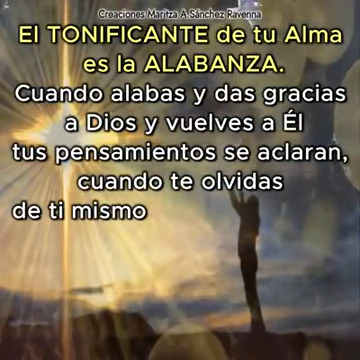 Creaciones Maritza A Sánchez Ravenna
El TONIFICANTE de tu Alma
es la ALABANZA.
Cuando alabas y das gracias
a Dios y vuelves a Él
tus pensamientos se aclaran,
cuando te olvidas
de ti mismo